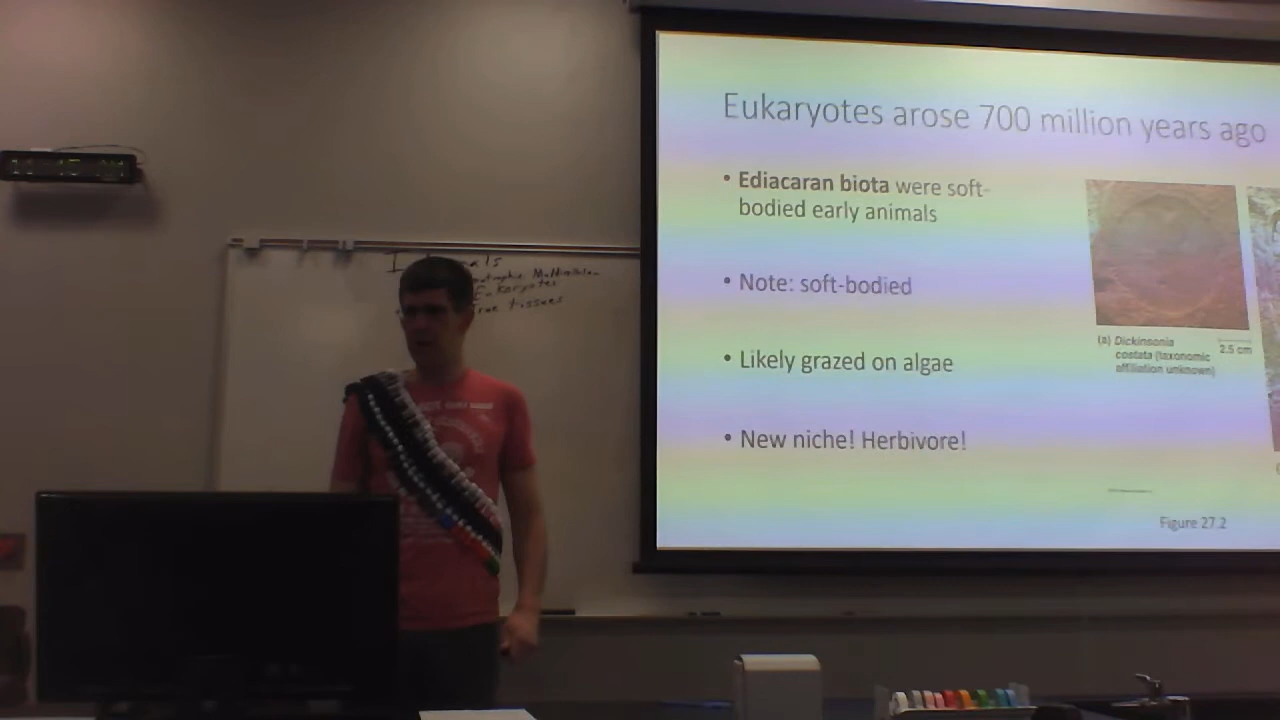 Eukaryotes arose 700 million years ago
• Ediacaran biota were soft-
bodied early animals
• Note: soft-bodied
• Likely grazed on algae
• New niche! Herbivore!
(a) Dickinsonia
costata (taxonomic
affiliation unknown)
2.5 cm
Figure 27.2
Eukaryotes
tissues